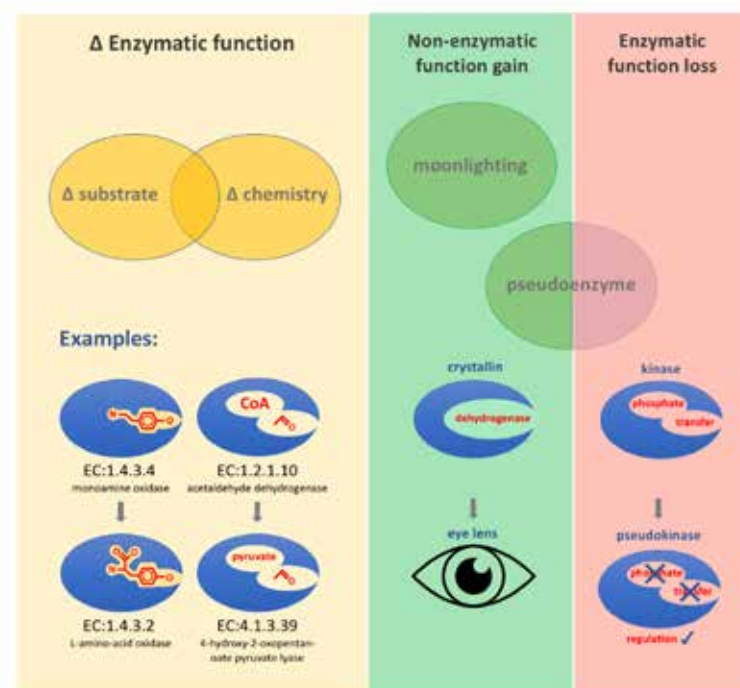 Δ Enzymatic function
Non-enzymatic
function gain
Enzymatic
function loss
Δ substrate
Δ chemistry
moonlighting
pseudoenzyme
Examples:
crystallin
kinase
N
O
CoA
O
dehydrogenase
phosphate
transfer
EC:1.4.3.4
monoamine oxidase
EC:1.2.1.10
acetaldehyde dehydrogenase
eye lens
pseudokinase
O
O
N
O
pyruvate
O
phosphate
transfer
EC:1.4.3.2
L-amino-acid oxidase
EC:4.1.3.39
4-hydroxy-2-oxopentan-
oate pyruvate lyase
regulation ✓